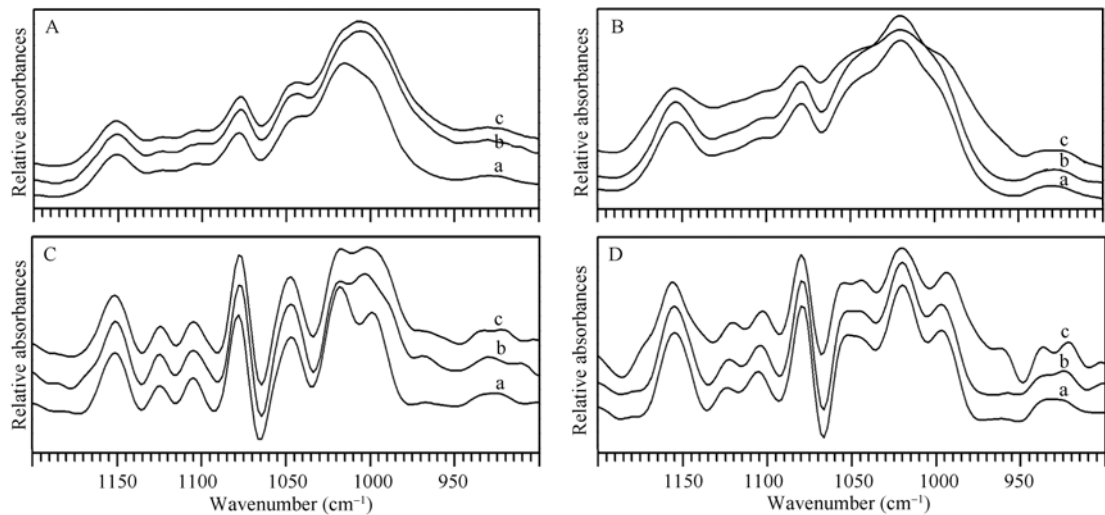 A
B
Relative absorbances
Relative absorbances
c
b
a
c
b
a
C
D
Relative absorbances
Relative absorbances
c
b
a
c
b
a
1150 1100 1050 1000 950
1150 1100 1050 1000 950
Wavenumber (cm⁻¹)
Wavenumber (cm⁻¹)